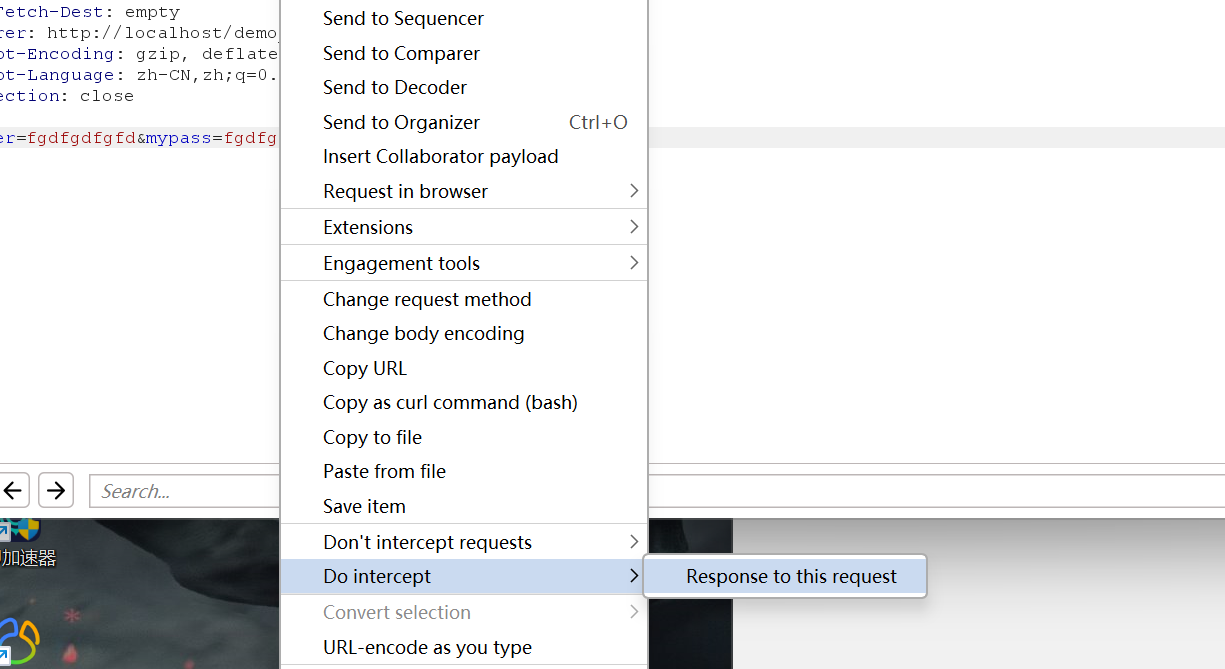 Fetch-Dest: empty
rer: http://localhost/demo
pt-Encoding: gzip, deflate
pt-Language: zh-CN,zh;q=0.
ection: close
er=fgdfgdfgfd&mypass=fgdfg
Send to Sequencer
Send to Comparer
Send to Decoder
Send to Organizer Ctrl+O
Insert Collaborator payload
Request in browser
Extensions
Engagement tools
Change request method
Change body encoding
Copy URL
Copy as curl command (bash)
Copy to file
Paste from file
Save item
Search...
Don't intercept requests
Do intercept
Response to this request
Convert selection
URL-encode as you type
加速器